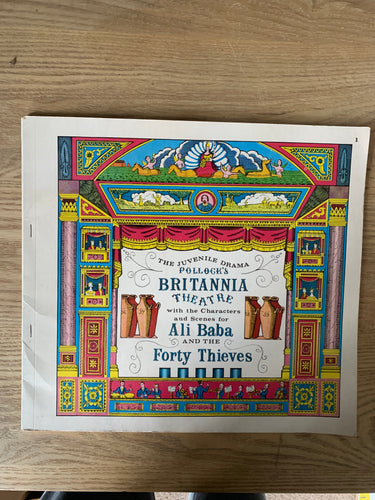 THE JUVENILE DRAMA
POLLOCK'S
BRITANNIA
THEATRE
with the Characters
and Scenes for
Ali Baba
AND THE
Forty Thieves